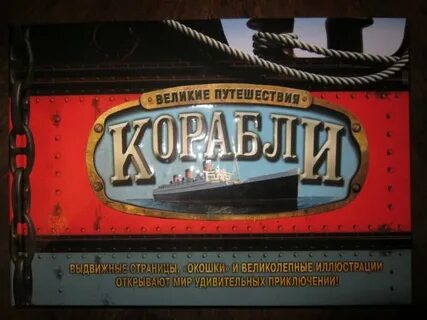 ВЕЛИКИЕ ПУТЕШЕСТВИЯ
КОРАБЛИ
ВЫДВИЖНЫЕ СТРАНИЦЫ, "ОКОШКИ" И ВЕЛИКОЛЕПНЫЕ ИЛЛЮСТРАЦИИ
ОТКРЫВАЮТ МИР УДИВИТЕЛЬНЫХ ПРИКЛЮЧЕНИЙ!